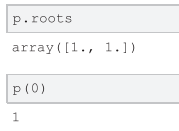 p.roots
array([1., 1.])
p(0)
1